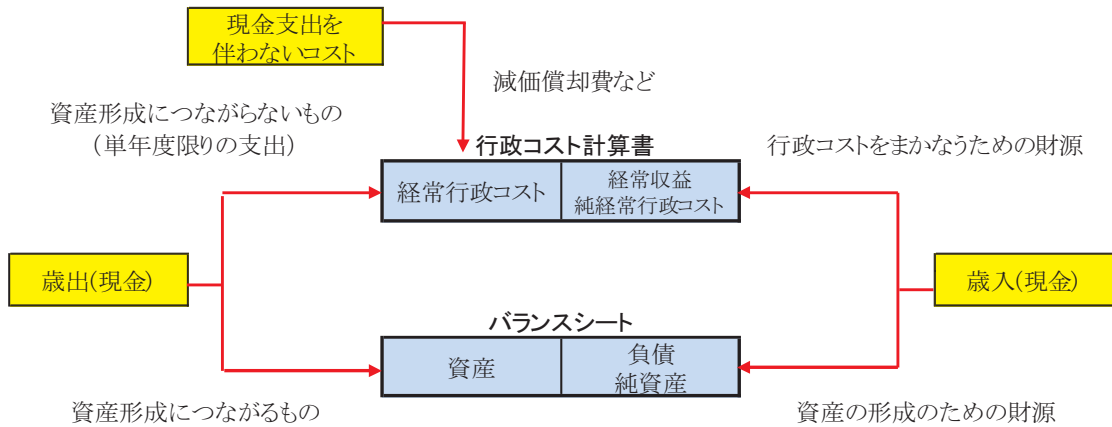 現金支出を
伴わないコスト
減価償却費など
資産形成につながらないもの
（単年度限りの支出）
行政コスト計算書
行政コストをまかなうための財源
経常行政コスト
経常収益
純経常行政コスト
歳出(現金)
歳入(現金)
バランスシート
資産
負債
純資産
資産形成につながるもの
資産の形成のための財源